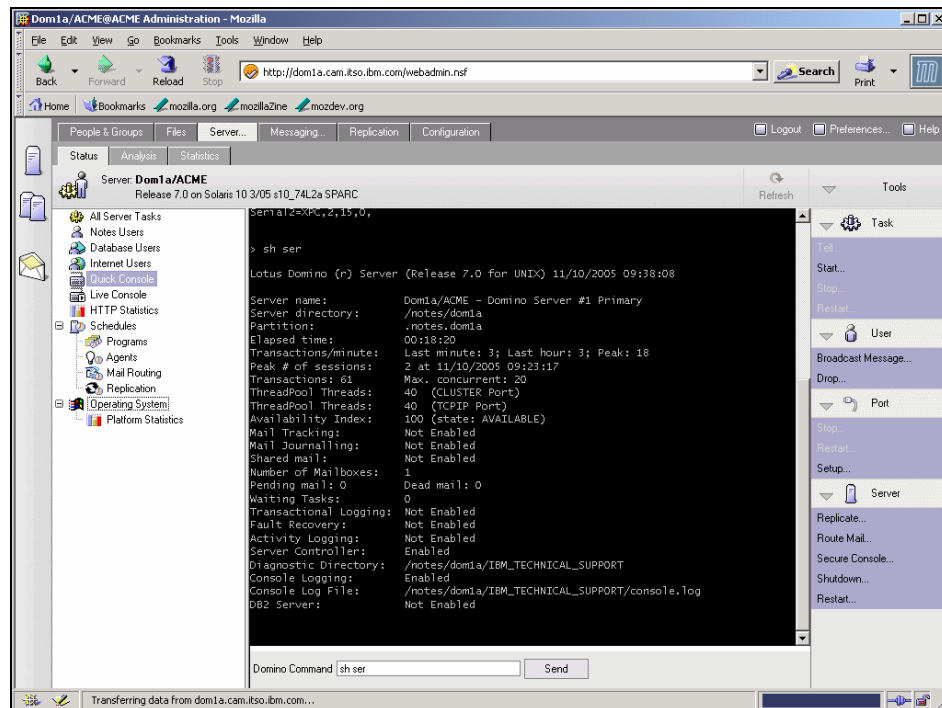 Dom1a/ACME@ACME Administration - Mozilla
File Edit View Go Bookmarks Tools Window Help
Back Forward Reload Stop http://dom1a.cam.itso.ibm.com/webadmin.nsf Search Print
Home Bookmarks mozilla.org mozillaZine mozdev.org
People & Groups Files Server... Messaging... Replication Configuration Logout Preferences... Help
Status Analysis Statistics
Server: Dom1a/ACME
Release 7.0 on Solaris 10 3/05 s10_74L2a SPARC
Refresh
Tools
All Server Tasks
Notes Users
Database Users
Internet Users
Quick Console
Live Console
HTTP Statistics
Schedules
Programs
Agents
Mail Routing
Replication
Operating System
Platform Statistics
Serial2=XPC,2,15,0,
> sh ser
Lotus Domino (r) Server (Release 7.0 for UNIX) 11/10/2005 09:38:08
Server name: Dom1a/ACME - Domino Server #1 Primary
Server directory: /notes/dom1a
Partition: .notes.dom1a
Elapsed time: 00:18:20
Transactions/minute: Last minute: 3; Last hour: 3; Peak: 18
Peak # of sessions: 2 at 11/10/2005 09:23:17
Transactions: 61 Max. concurrent: 20
ThreadPool Threads: 40 (CLUSTER Port)
ThreadPool Threads: 40 (TCPIP Port)
Availability Index: 100 (state: AVAILABLE)
Mail Tracking: Not Enabled
Mail Journalling: Not Enabled
Shared mail: Not Enabled
Number of Mailboxes: 1
Pending mail: 0 Dead mail: 0
Waiting Tasks: 0
Transactional Logging: Not Enabled
Fault Recovery: Not Enabled
Activity Logging: Not Enabled
Server Controller: Enabled
Diagnostic Directory: /notes/dom1a/IBM_TECHNICAL_SUPPORT
Console Logging: Enabled
Console Log File: /notes/dom1a/IBM_TECHNICAL_SUPPORT/console.log
DB2 Server: Not Enabled
Domino Command sh ser Send
Task
Tell...
Start...
Stop...
Restart...
User
Broadcast Message...
Drop...
Port
Stop...
Restart...
Setup...
Server
Replicate...
Route Mail...
Secure Console...
Shutdown...
Restart...
Transferring data from dom1a.cam.itso.ibm.com...